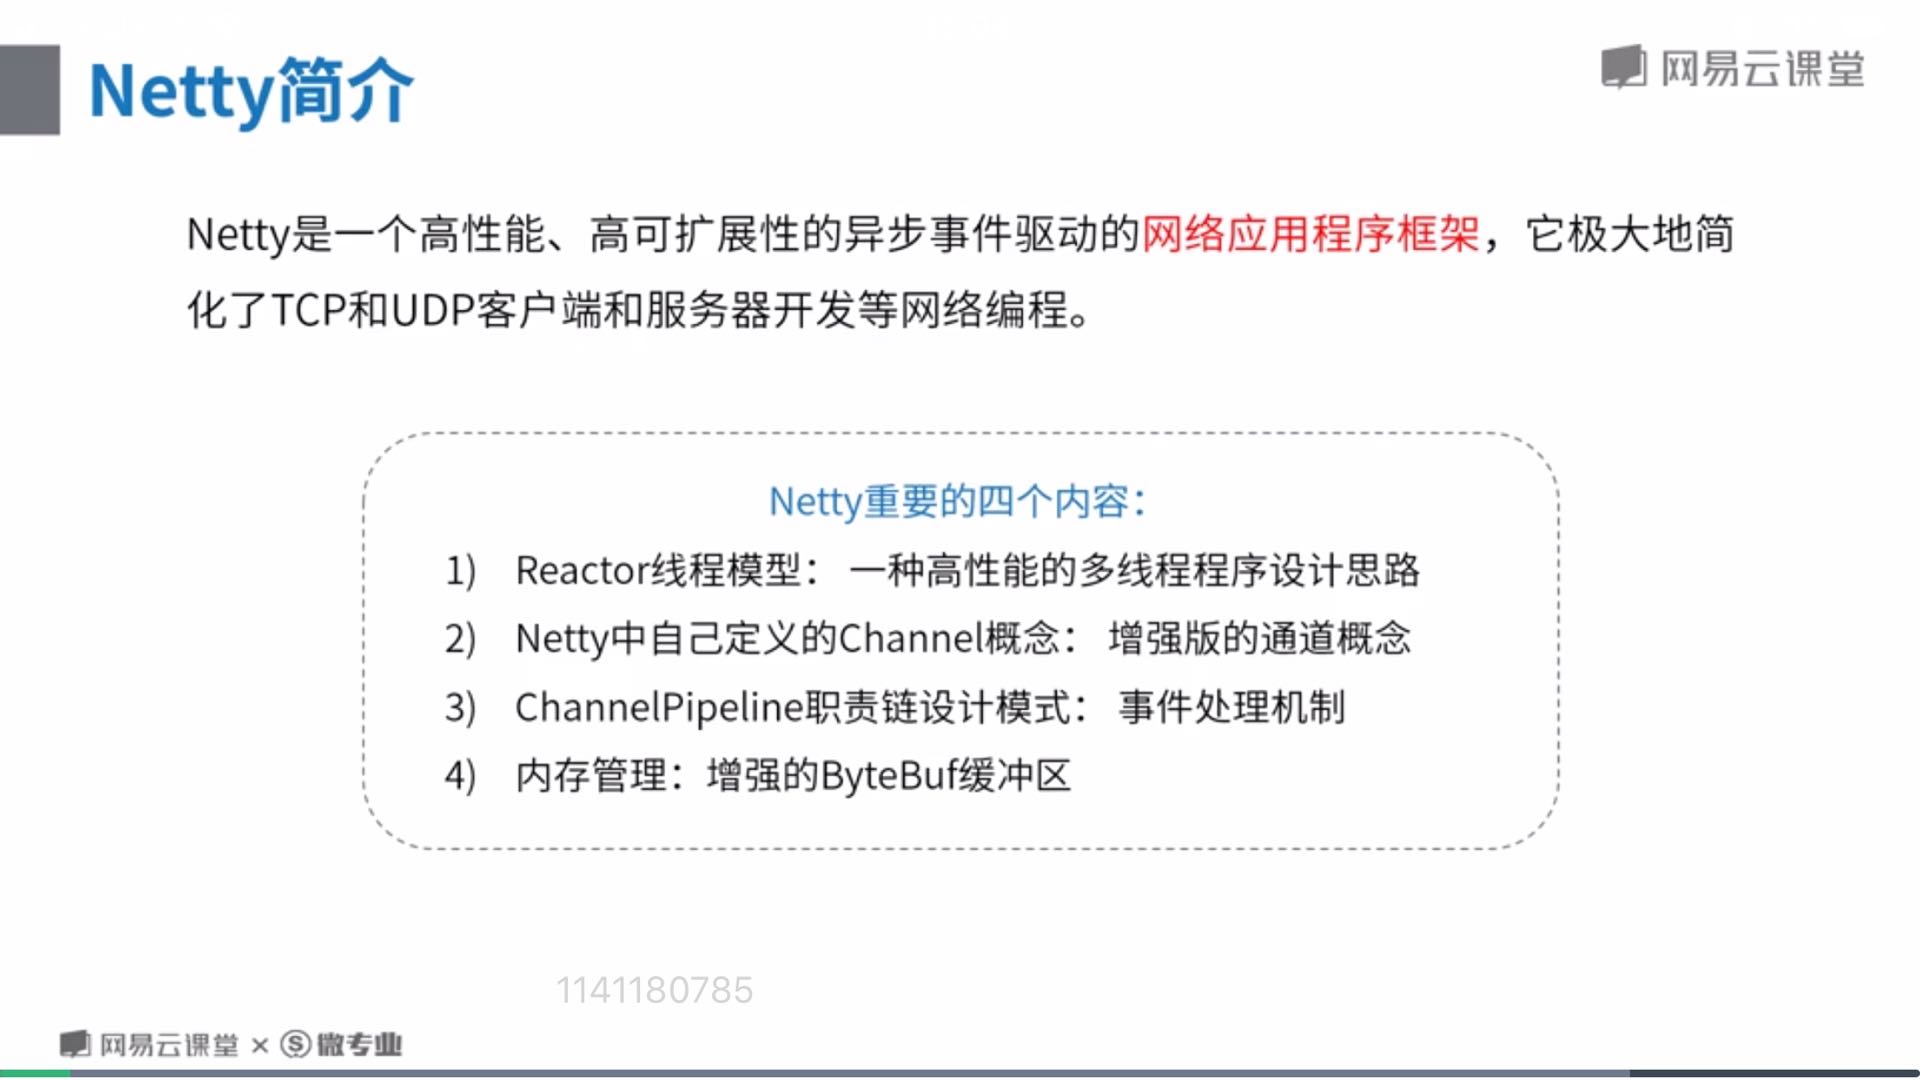 Netty简介
网易云课堂
Netty是一个高性能、高可扩展性的异步事件驱动的网络应用程序框架，它极大地简
化了TCP和UDP客户端和服务器开发等网络编程。
Netty重要的四个内容：
1) Reactor线程模型： 一种高性能的多线程程序设计思路
2) Netty中自己定义的Channel概念： 增强版的通道概念
3) ChannelPipeline职责链设计模式： 事件处理机制
4) 内存管理：增强的ByteBuf缓冲区
1141180785
网易云课堂 × S 微专业